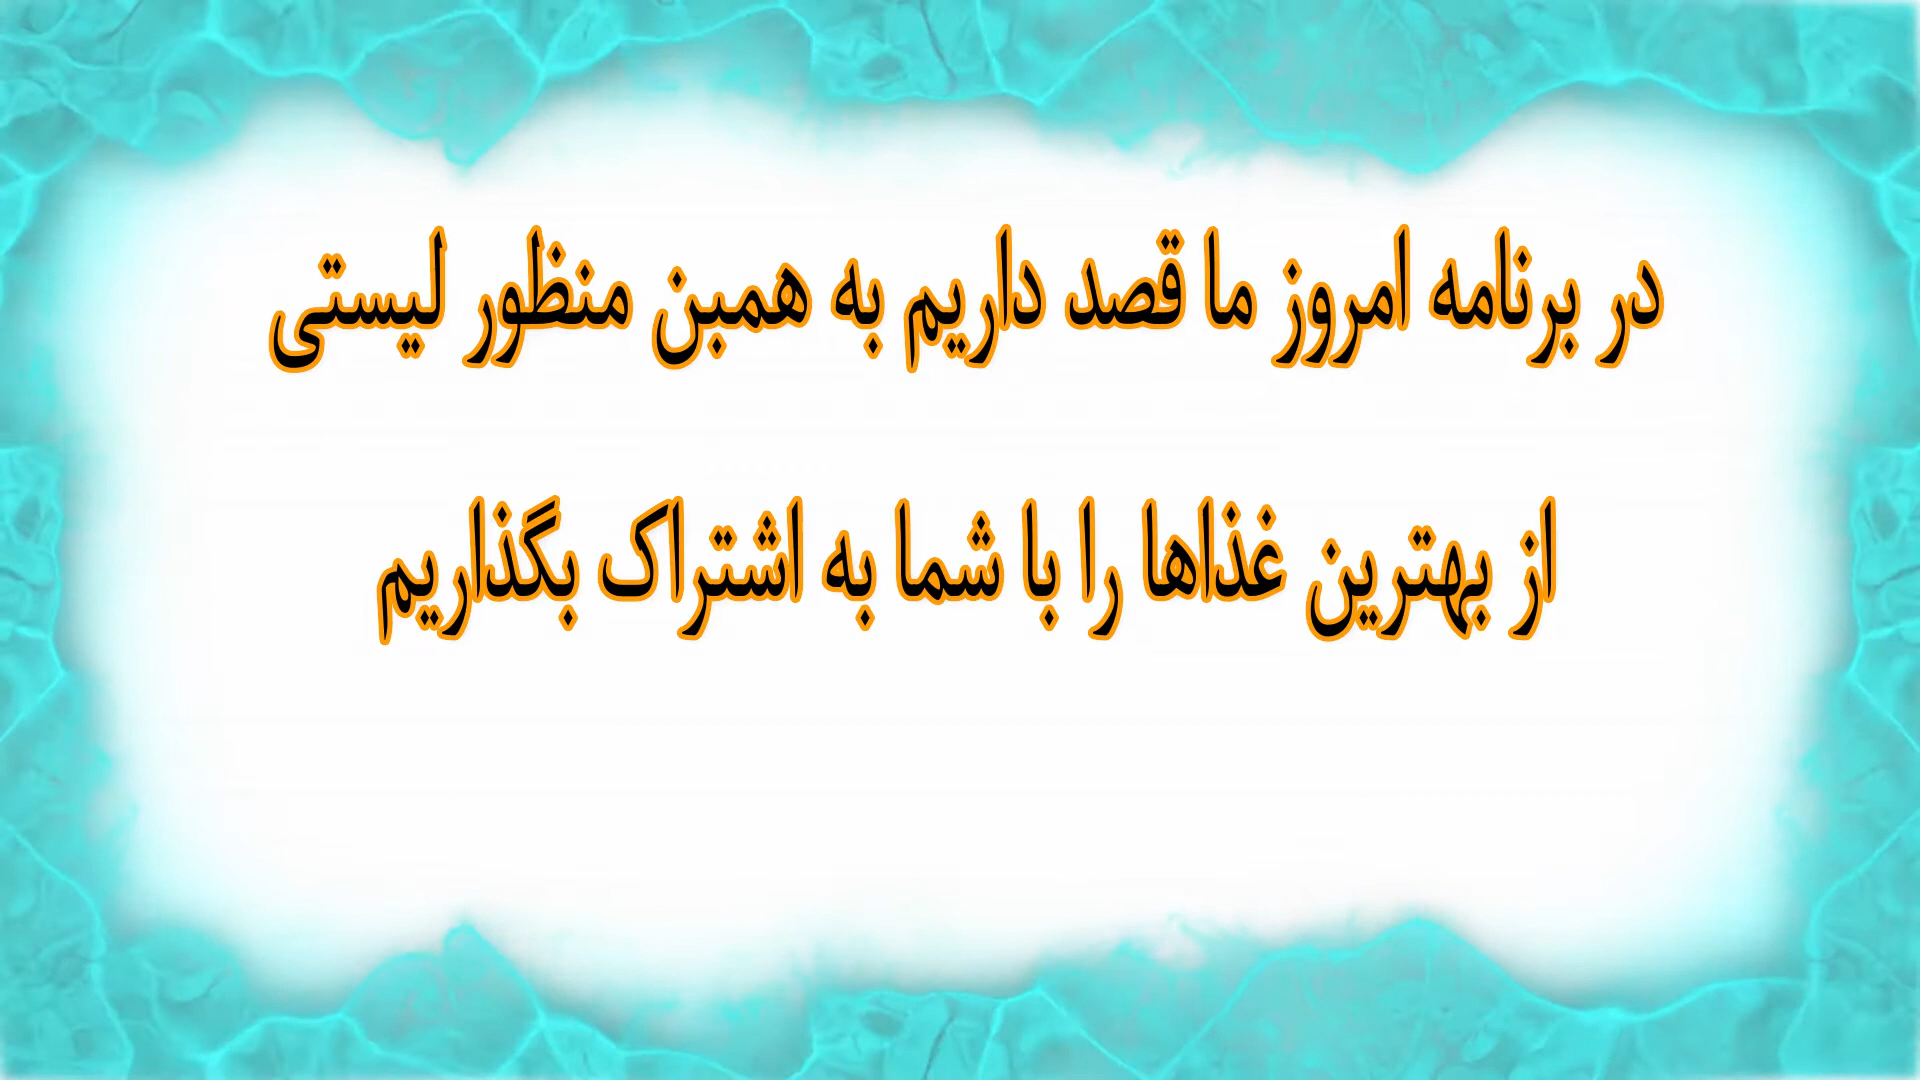 در برنامه امروز ما قصد داریم به همبن منظور لیستی
از بهترین غذاها را با شما به اشتراک بگذاریم